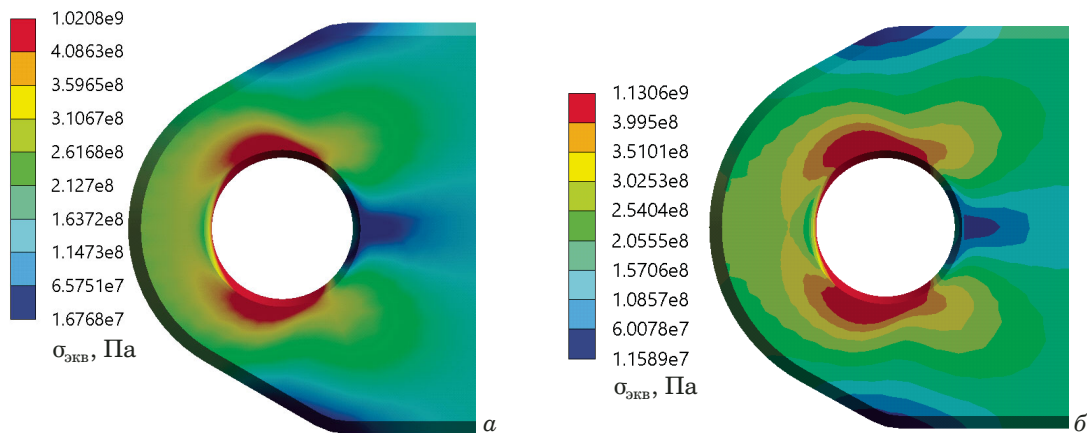 1.0208e9
4.0863e8
3.5965e8
3.1067e8
2.6168e8
2.127e8
1.6372e8
1.1473e8
6.5751e7
1.6768e7
σэкв, Па
а
1.1306e9
3.995e8
3.5101e8
3.0253e8
2.5404e8
2.0555e8
1.5706e8
1.0857e8
6.0078e7
1.1589e7
σэкв, Па
б